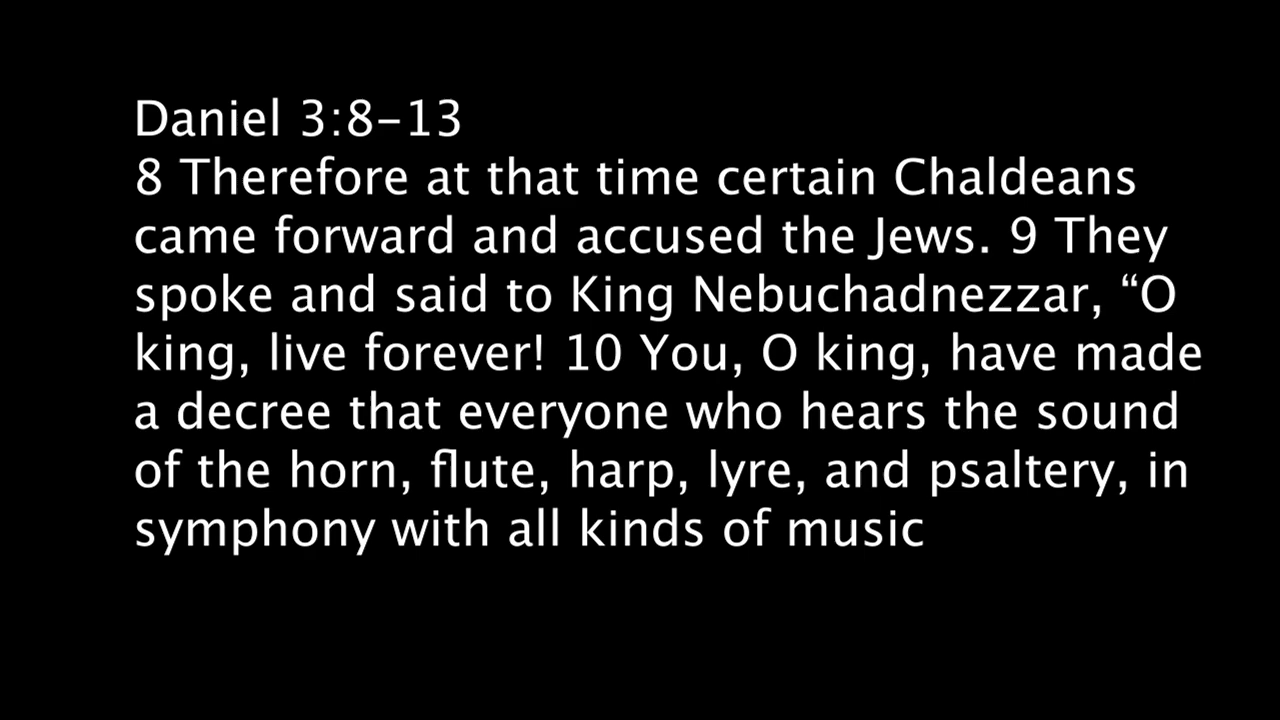 Daniel 3:8–13
8 Therefore at that time certain Chaldeans
came forward and accused the Jews. 9 They
spoke and said to King Nebuchadnezzar, “O
king, live forever! 10 You, O king, have made
a decree that everyone who hears the sound
of the horn, flute, harp, lyre, and psaltery, in
symphony with all kinds of music